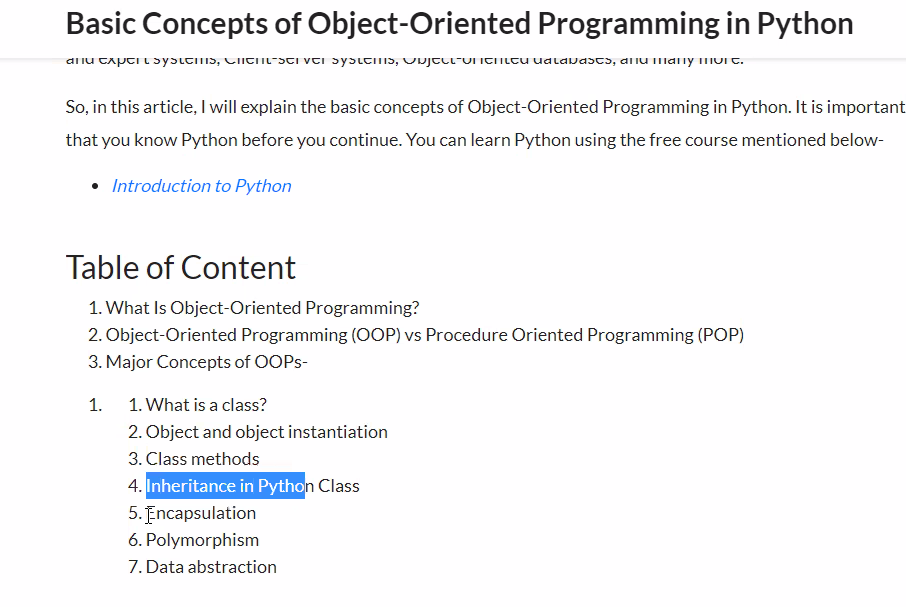 Basic Concepts of Object-Oriented Programming in Python
and expert systems, Client-server systems, Object-oriented databases, and many more.
So, in this article, I will explain the basic concepts of Object-Oriented Programming in Python. It is important
that you know Python before you continue. You can learn Python using the free course mentioned below-
• Introduction to Python
Table of Content
1. What Is Object-Oriented Programming?
2. Object-Oriented Programming (OOP) vs Procedure Oriented Programming (POP)
3. Major Concepts of OOPs-
1. 1. What is a class?
2. Object and object instantiation
3. Class methods
4. Inheritance in Python Class
5. Encapsulation
6. Polymorphism
7. Data abstraction